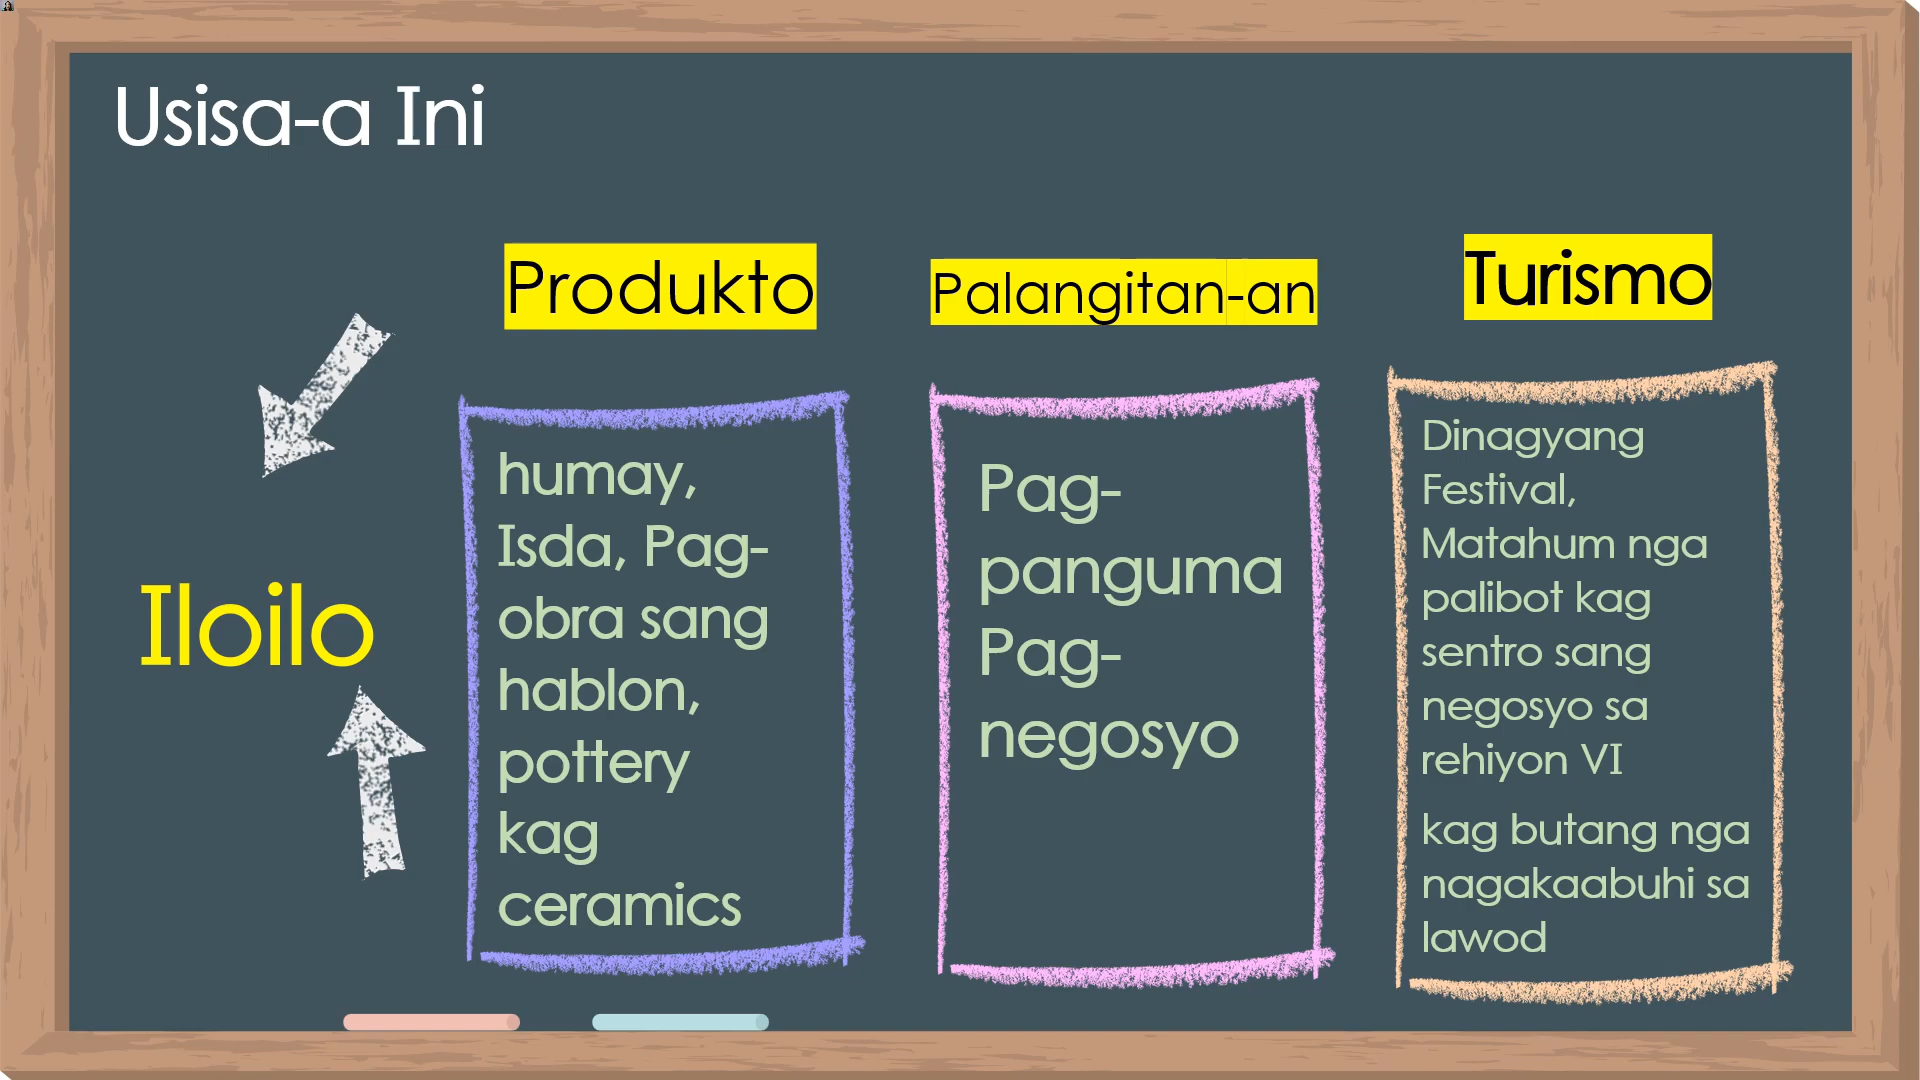 Usisa-a Ini
Produkto
Palangitan-an
Turismo
Iloilo
humay,
Isda, Pag-
obra sang
hablon,
pottery
kag
ceramics
Pag-
panguma
Pag-
negosyo
Dinagyang
Festival,
Matahum nga
palibot kag
sentro sang
negosyo sa
rehiyon VI
kag butang nga
nagakaabuhi sa
lawod